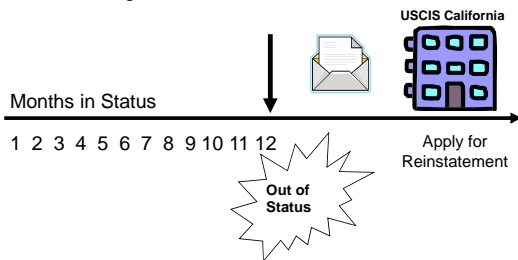 USCIS California
Months in Status
1 2 3 4 5 6 7 8 9 10 11 12
Apply for
Reinstatement
Out of
Status